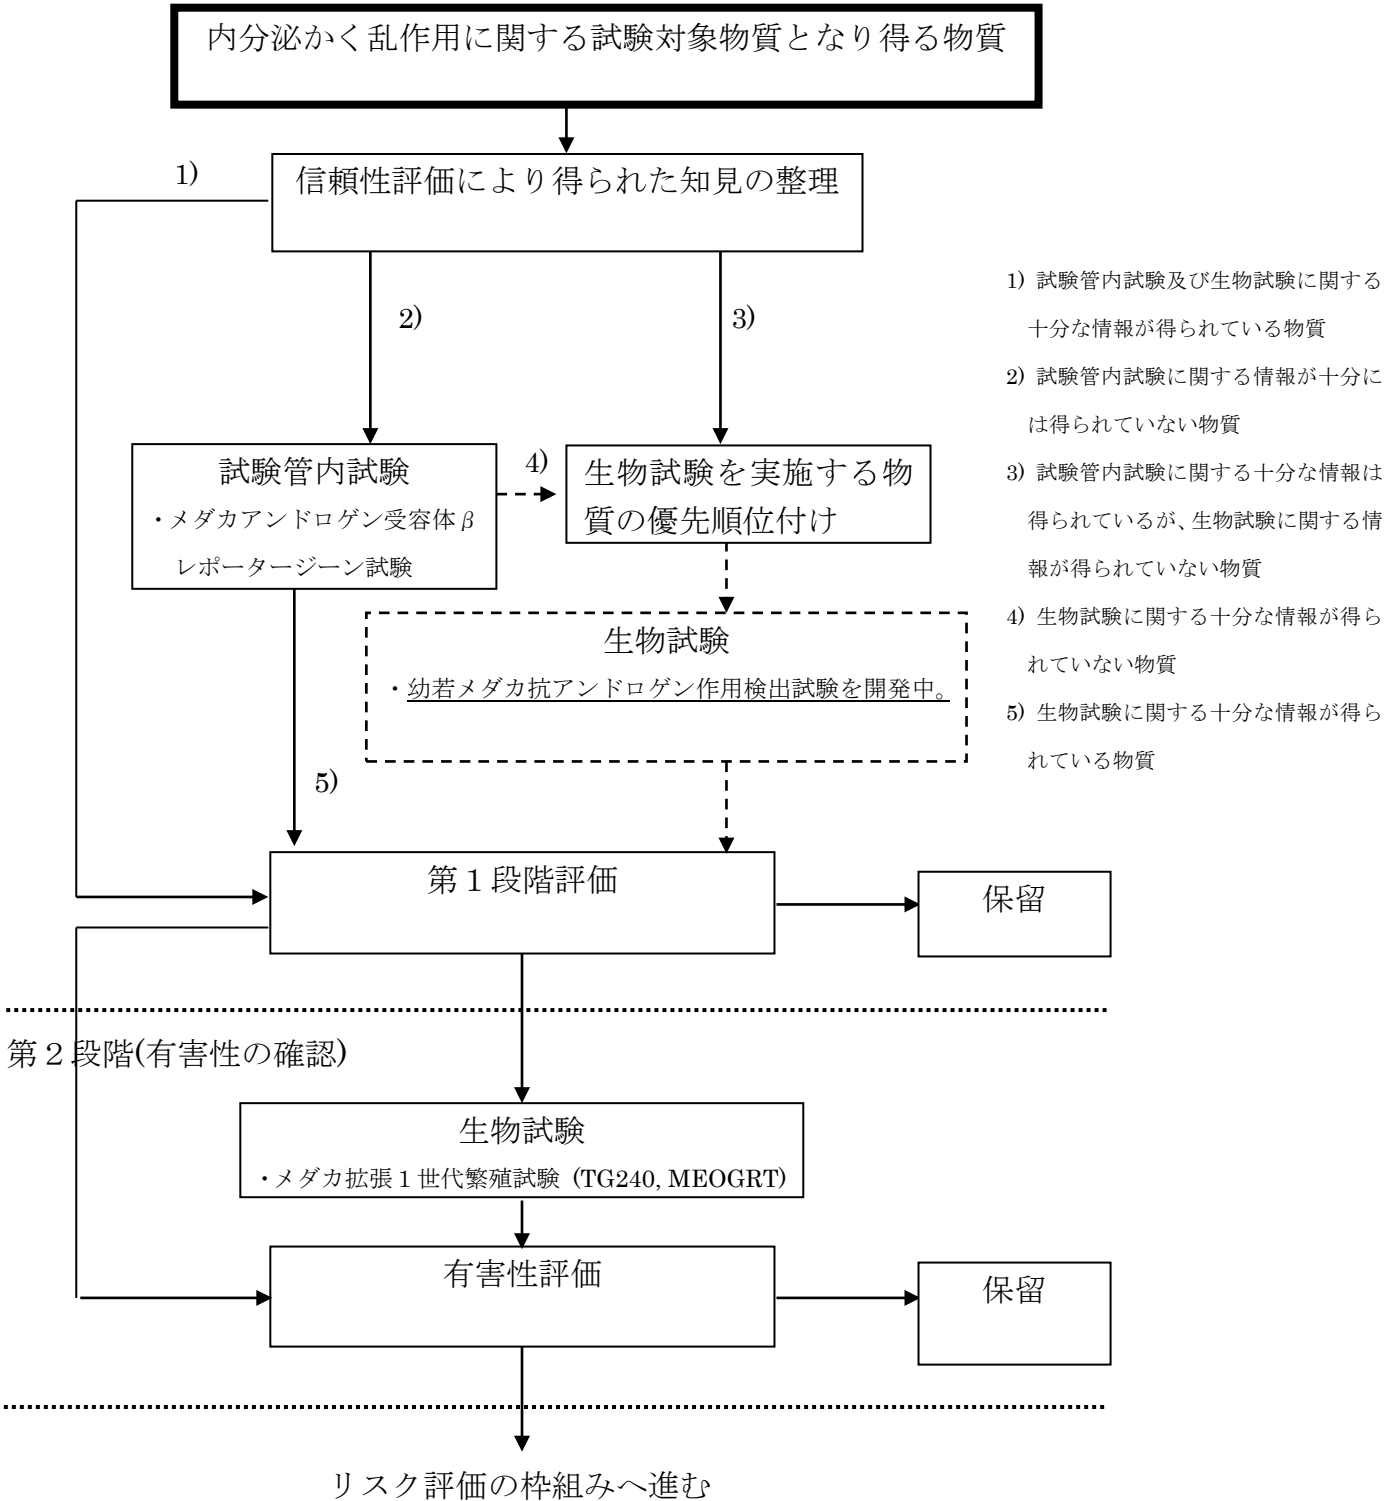 内分泌かく乱作用に関する試験対象物質となり得る物質
1)
信頼性評価により得られた知見の整理
2)
3)
1) 試験管内試験及び生物試験に関する
十分な情報が得られている物質
2) 試験管内試験に関する情報が十分に
は得られていない物質
3) 試験管内試験に関する十分な情報は
得られているが、生物試験に関する情
報が得られていない物質
4) 生物試験に関する十分な情報が得ら
れていない物質
5) 生物試験に関する十分な情報が得ら
れている物質
試験管内試験
・メダカアンドロゲン受容体β
レポータージーン試験
4)
生物試験を実施する物
質の優先順位付け
生物試験
・幼若メダカ抗アンドロゲン作用検出試験を開発中。
5)
第１段階評価
保留
第２段階(有害性の確認)
生物試験
・メダカ拡張１世代繁殖試験 (TG240, MEOGRT)
有害性評価
保留
リスク評価の枠組みへ進む